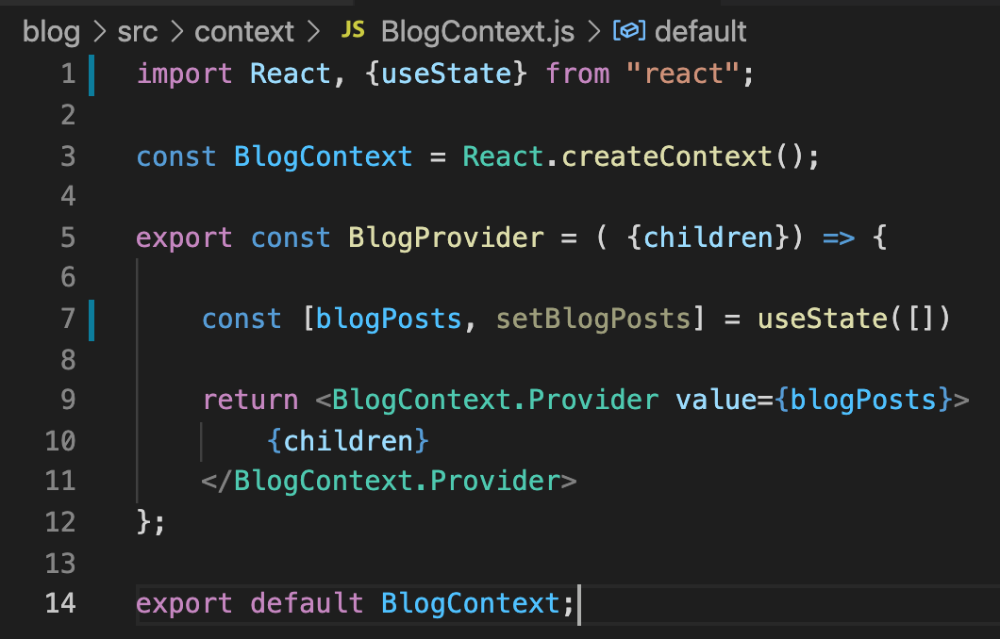 blog > src > context > JS BlogContext.js > default
1 import React, {useState} from "react";
2
3 const BlogContext = React.createContext();
4
5 export const BlogProvider = ( {children}) => {
6
7     const [blogPosts, setBlogPosts] = useState([])
8
9     return <BlogContext.Provider value={blogPosts}>
10         {children}
11     </BlogContext.Provider>
12 };
13
14 export default BlogContext;